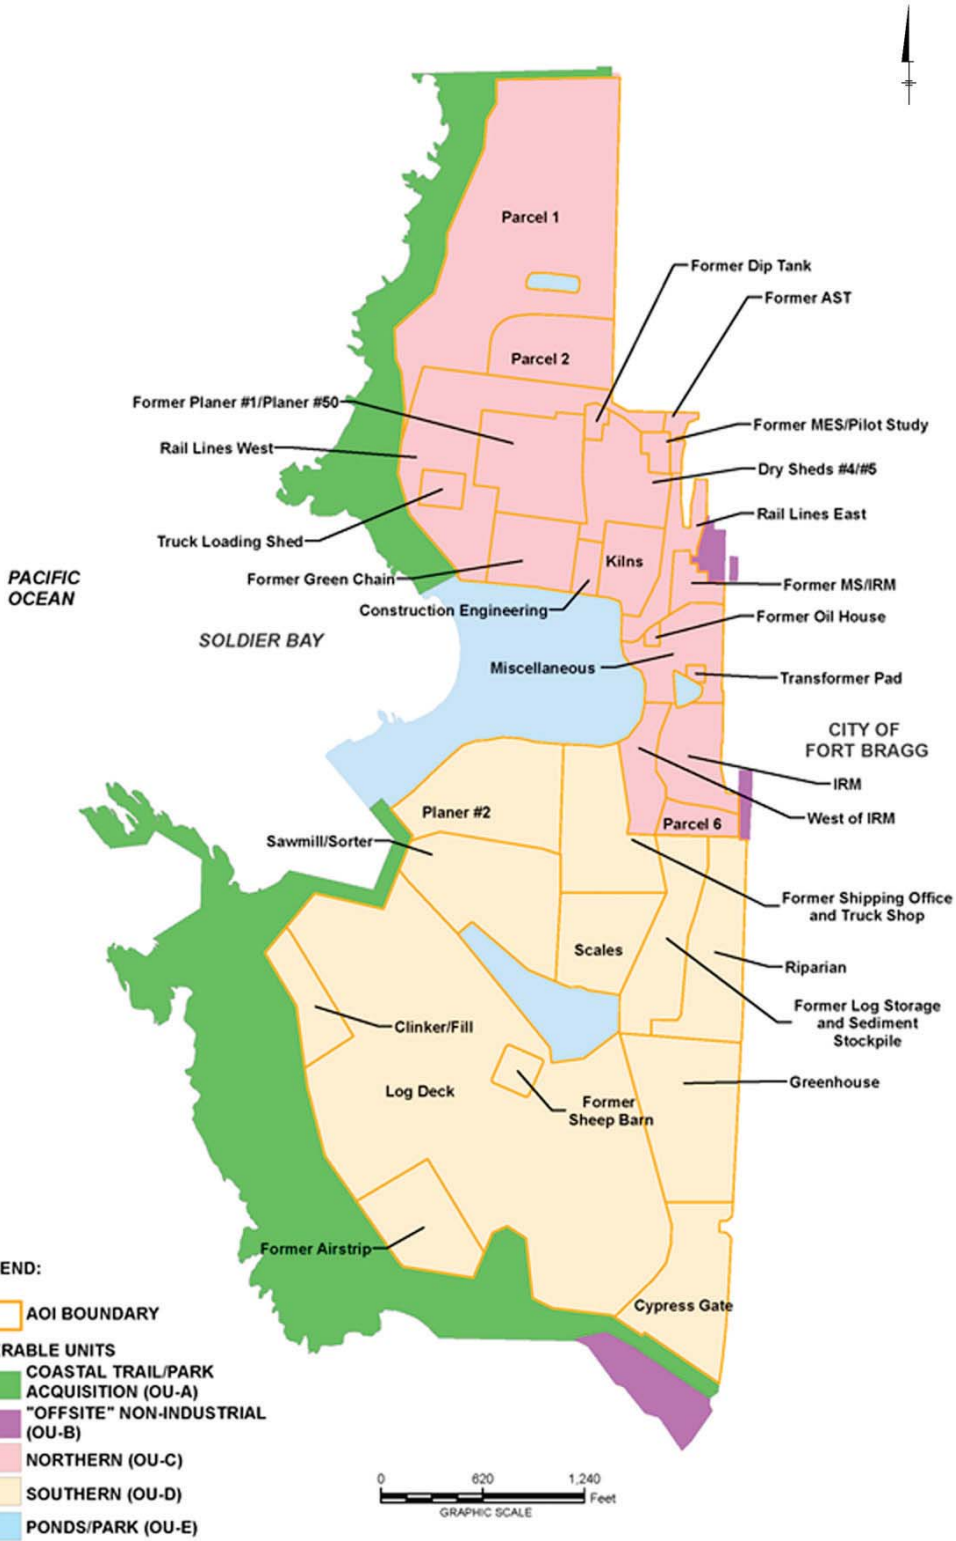 Parcel 1
Former Dip Tank
Former AST
Parcel 2
Former Planer #1/Planer #50
Former MES/Pilot Study
Rail Lines West
Dry Sheds #4/#5
Rail Lines East
Truck Loading Shed
Kilns
Former Green Chain
PACIFIC
OCEAN
Former MS/IRM
Construction Engineering
Former Oil House
SOLDIER BAY
Miscellaneous
Transformer Pad
CITY OF
FORT BRAGG
IRM
Planer #2
West of IRM
Parcel 6
Sawmill/Sorter
Former Shipping Office
and Truck Shop
Scales
Riparian
Former Log Storage
and Sediment
Stockpile
Clinker/Fill
Greenhouse
Log Deck
Former
Sheep Barn
Former Airstrip
Cypress Gate
END:
AOI BOUNDARY
RABLE UNITS
COASTAL TRAIL/PARK
ACQUISITION (OU-A)
"OFFSITE" NON-INDUSTRIAL
(OU-B)
NORTHERN (OU-C)
SOUTHERN (OU-D)
PONDS/PARK (OU-E)
0 620 1,240
Feet
GRAPHIC SCALE